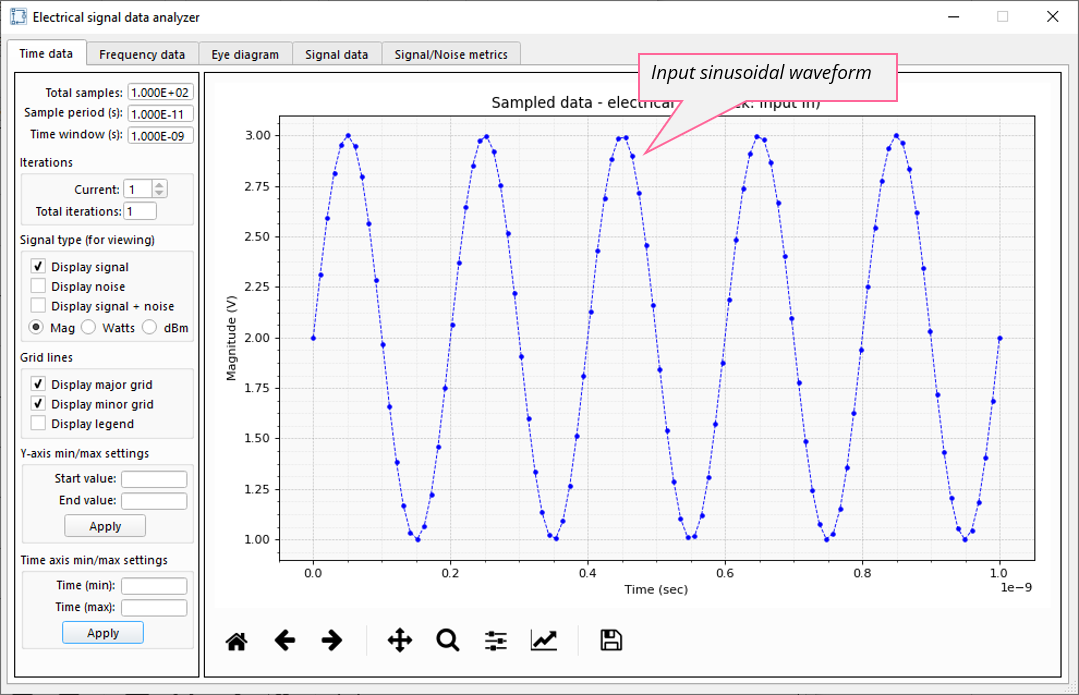 Electrical signal data analyzer
Time data
Frequency data
Eye diagram
Signal data
Signal/Noise metrics
Total samples: 1.000E+02
Sample period (s): 1.000E-11
Time window (s): 1.000E-09
Iterations
Current: 1
Total iterations: 1
Signal type (for viewing)
Display signal
Display noise
Display signal + noise
Mag Watts dBm
Grid lines
Display major grid
Display minor grid
Display legend
Y-axis min/max settings
Start value:
End value:
Apply
Time axis min/max settings
Time (min):
Time (max):
Apply
Input sinusoidal waveform
Sampled data - electrical
Magnitude (V)
3.00
2.75
2.50
2.25
2.00
1.75
1.50
1.25
1.00
0.0 0.2 0.4 0.6 0.8 1.0
1e−9
Time (sec)